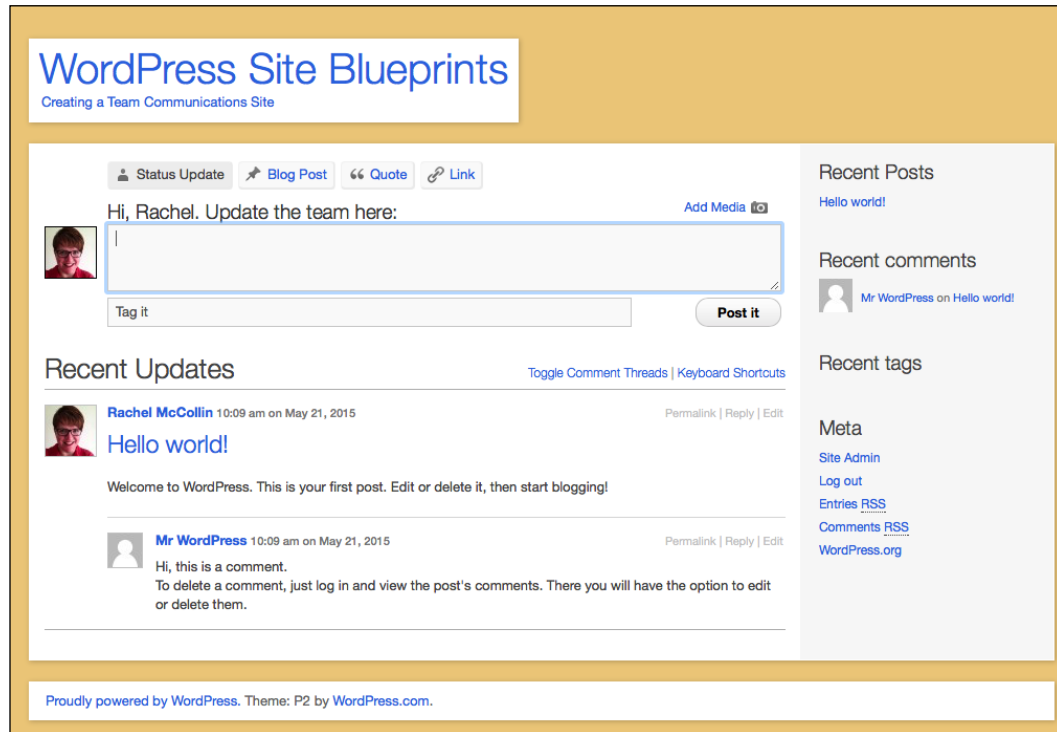 WordPress Site Blueprints
Creating a Team Communications Site
Status Update
Blog Post
Quote
Link
Hi, Rachel. Update the team here:
Add Media
Tag it
Post it
Recent Updates
Toggle Comment Threads | Keyboard Shortcuts
Rachel McCollin 10:09 am on May 21, 2015
Permalink | Reply | Edit
Hello world!
Welcome to WordPress. This is your first post. Edit or delete it, then start blogging!
Mr WordPress 10:09 am on May 21, 2015
Permalink | Reply | Edit
Hi, this is a comment.
To delete a comment, just log in and view the post's comments. There you will have the option to edit
or delete them.
Recent Posts
Hello world!
Recent comments
Mr WordPress on Hello world!
Recent tags
Meta
Site Admin
Log out
Entries RSS
Comments RSS
WordPress.org
Proudly powered by WordPress. Theme: P2 by WordPress.com.